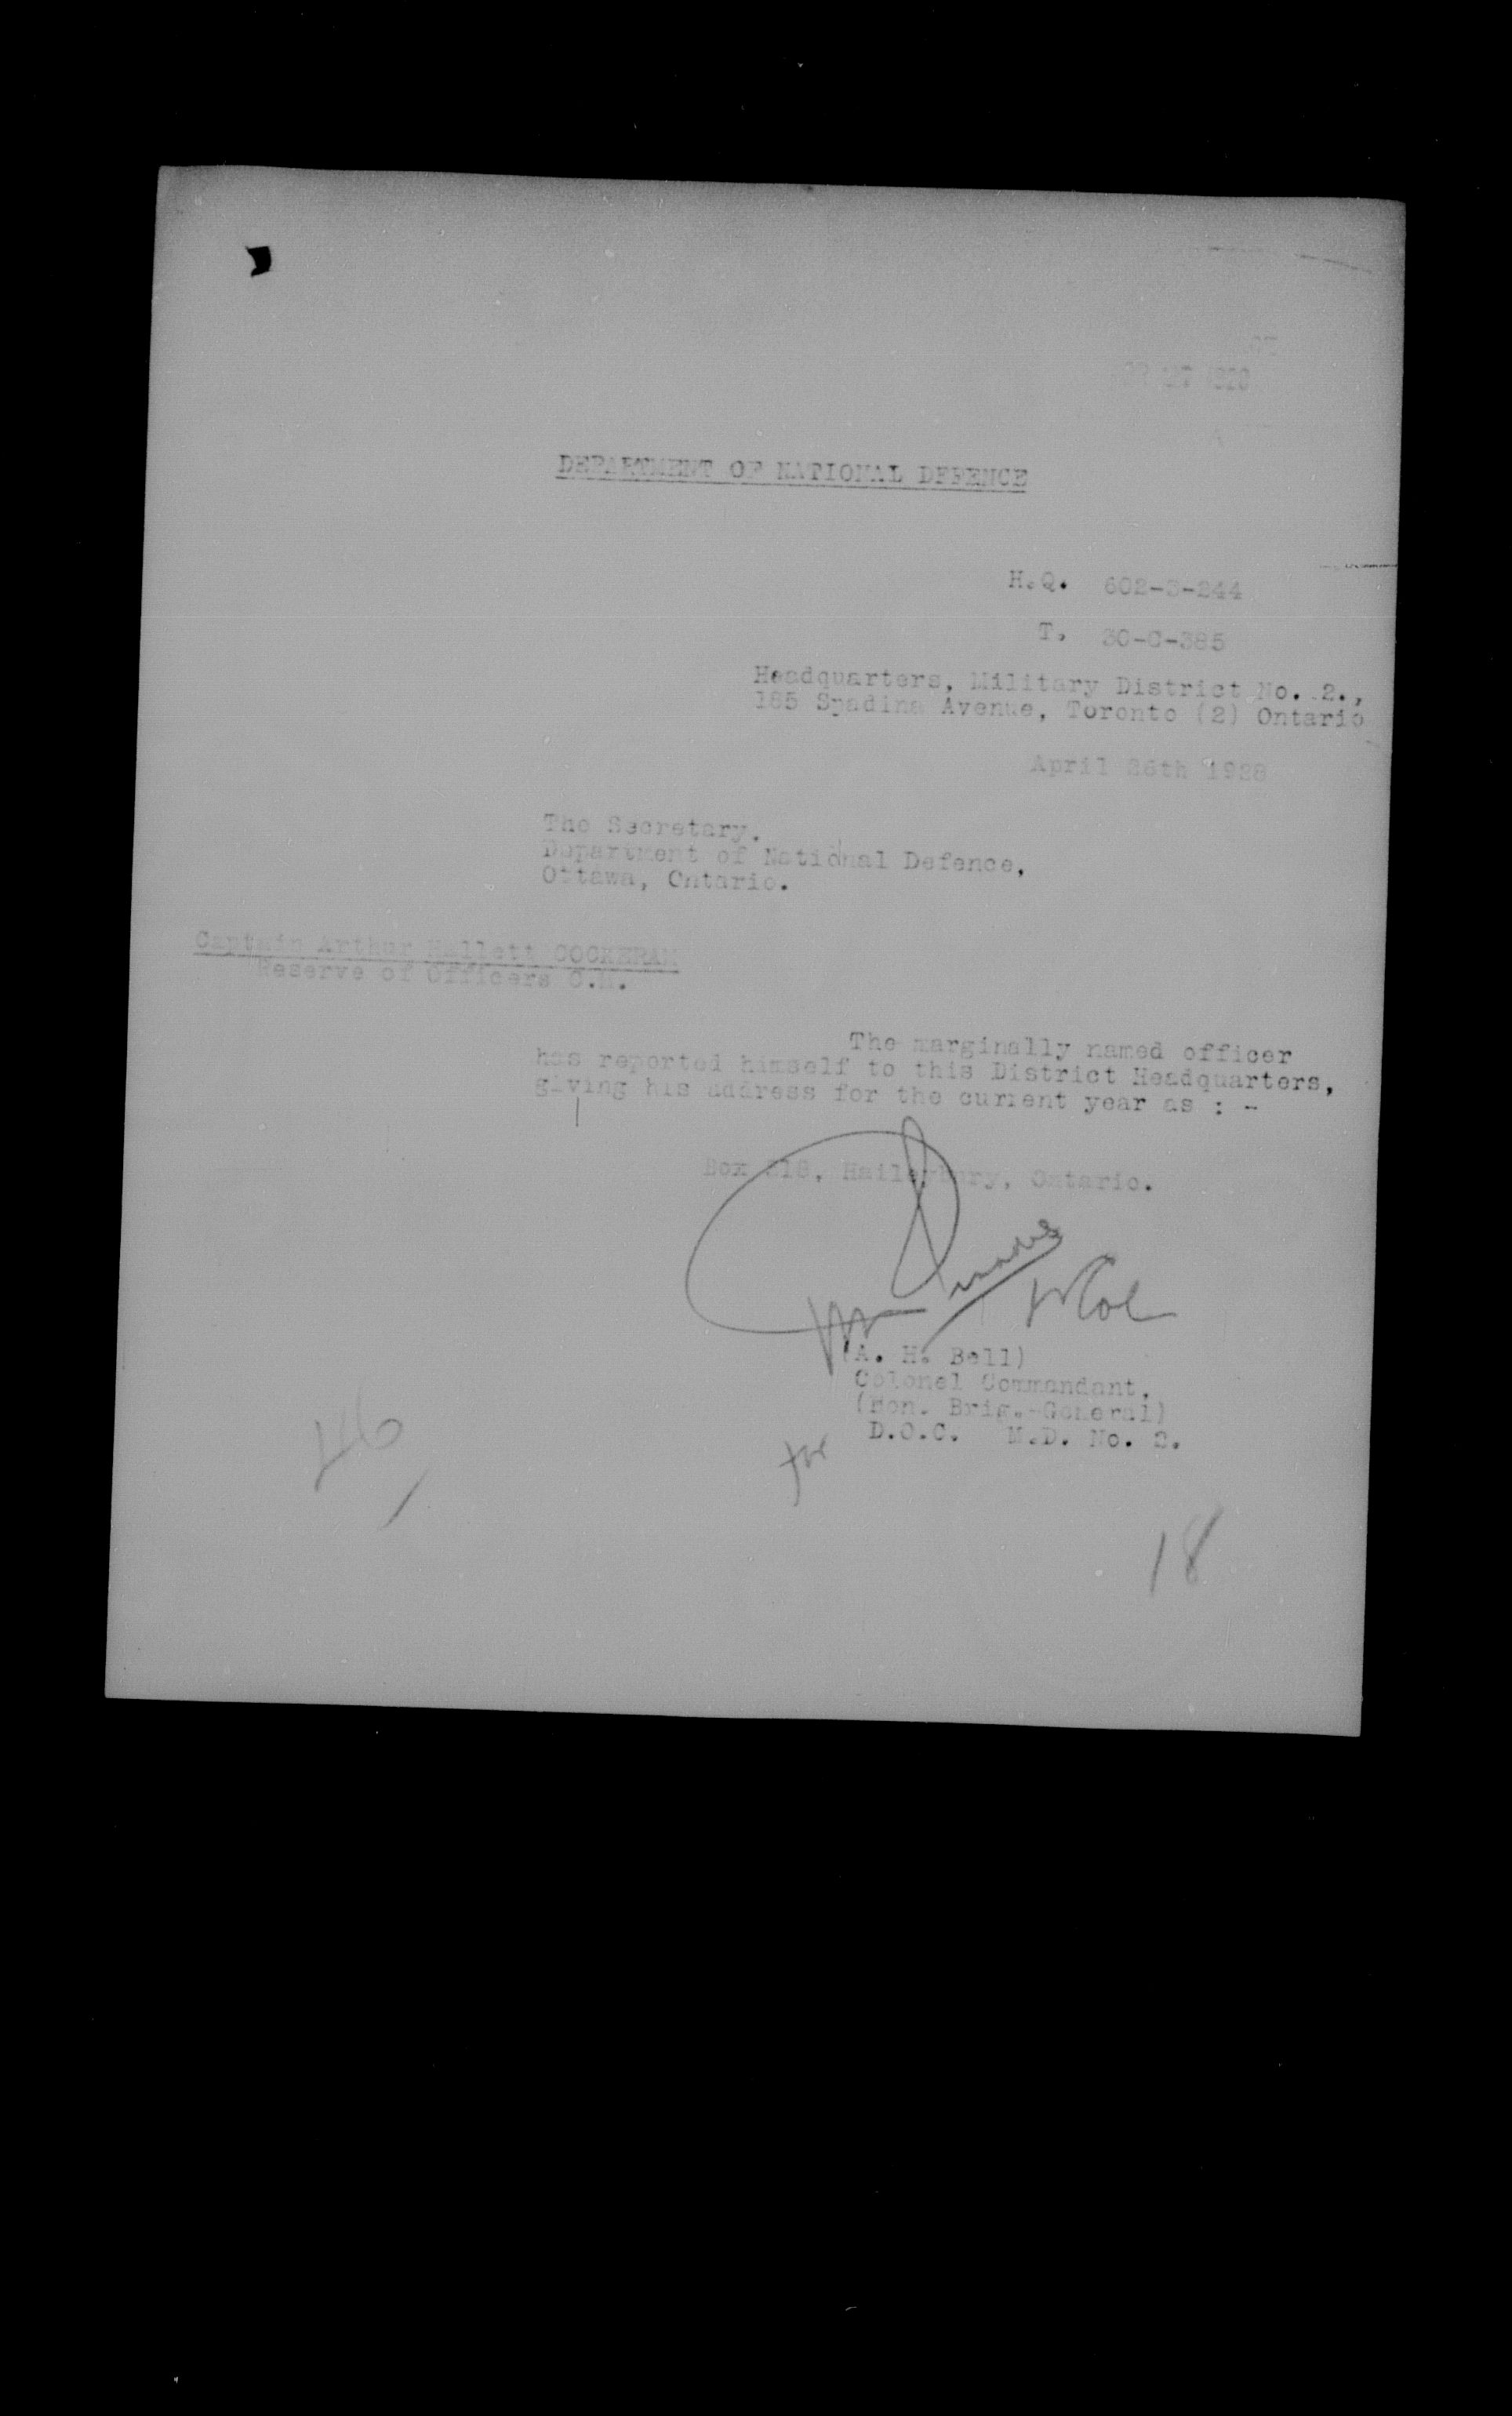 DEPARTMENT OF NATIONAL DEFENCE
H.Q. 602-3-244
T. 30-C-385
Headquarters, Military District No. 2.,
185 Spadina Avenue, Toronto (2) Ontario
April 26th 1928
The Secretary.
Department of National Defence,
Ottawa, Ontario.
Captain Arthur Hallett COCKERAM
Reserve of Officers C.M.
The marginally named officer
has reported himself to this District Headquarters,
giving his address for the current year as : -
Box 218, Haileybury, Ontario.
(A. H. Bell)
Colonel Commandant.
(Hon. Brig.-General)
for D.O.C. M.D. No. 2.
18